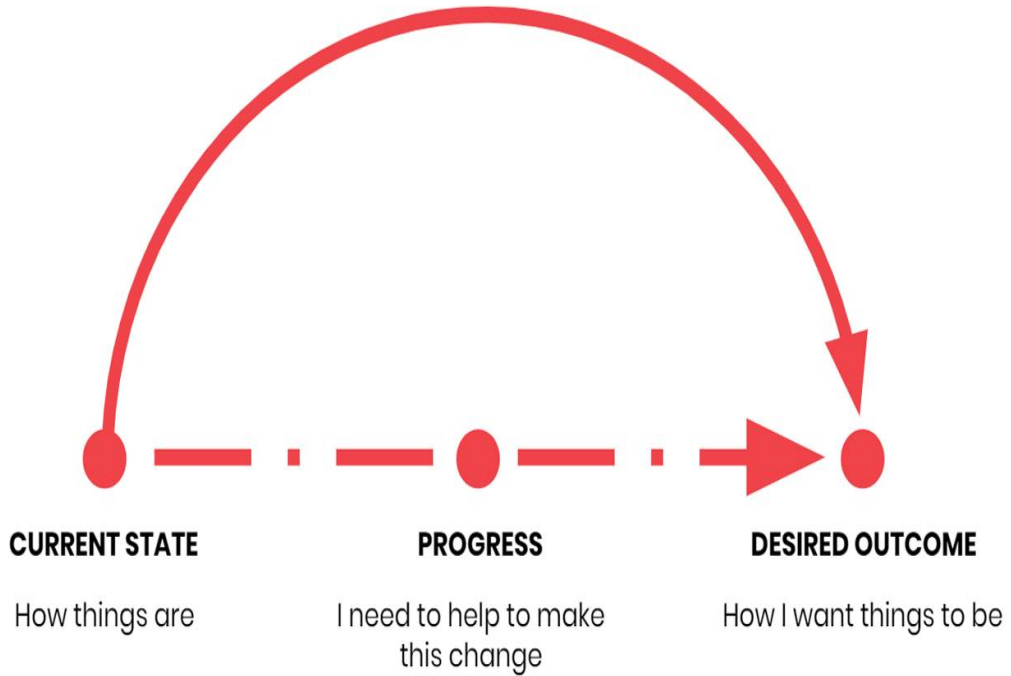 CURRENT STATE
How things are
PROGRESS
I need to help to make
this change
DESIRED OUTCOME
How I want things to be